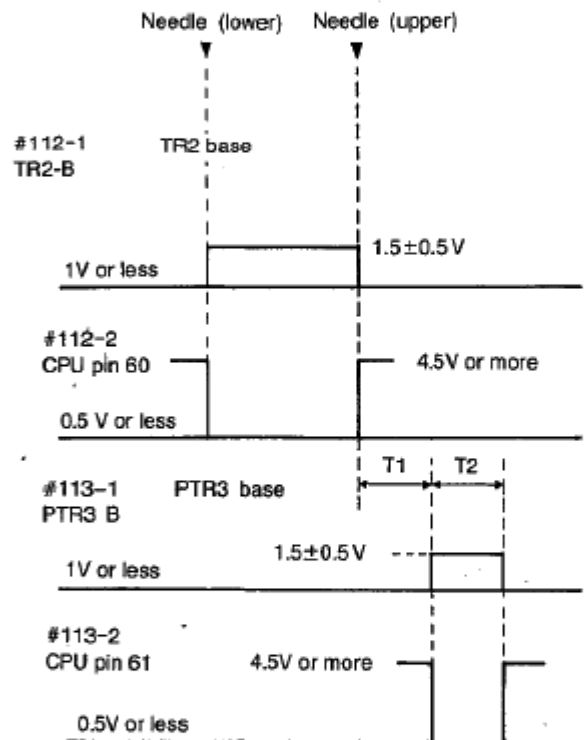 Needle (lower) Needle (upper)
#112-1 TR2 base
TR2-B
1.5±0.5V
1V or less
#112-2
CPU pin 60 4.5V or more
0.5 V or less
T1 T2
#113-1 PTR3 base
PTR3 B
1.5±0.5V
1V or less
#113-2
CPU pin 61 4.5V or more
0.5V or less